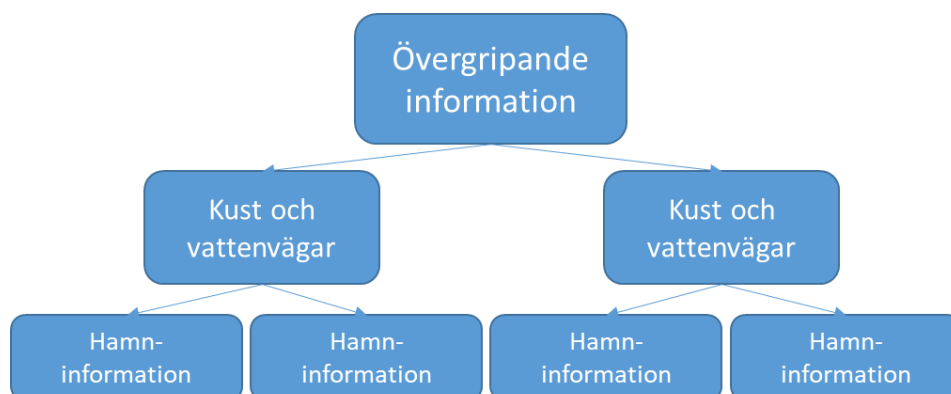 Övergripande
information
Kust och
vattenvägar
Kust och
vattenvägar
Hamn-
information
Hamn-
information
Hamn-
information
Hamn-
information